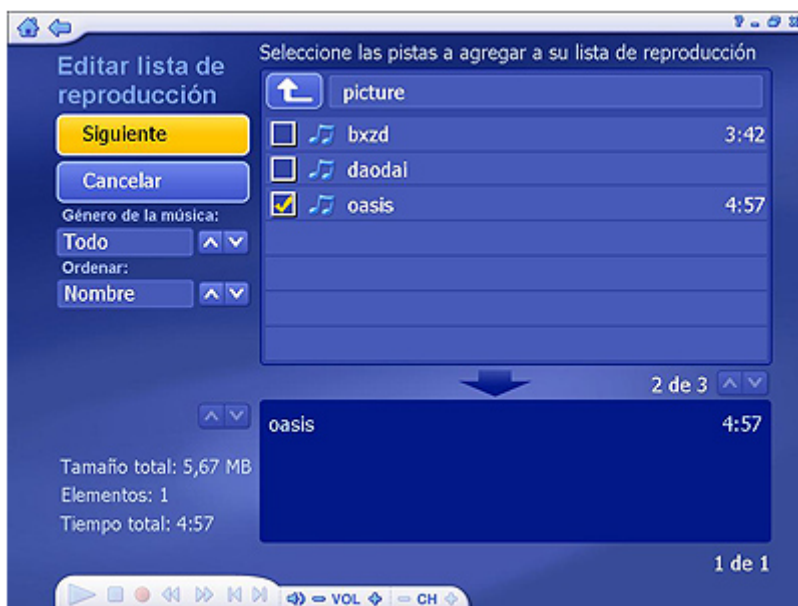 Editar lista de
reproducción
Siguiente
Cancelar
Género de la música:
Todo
Ordenar:
Nombre
Seleccione las pistas a agregar a su lista de reproducción
picture
bxzd 3:42
daodai
oasis 4:57
2 de 3
oasis 4:57
Tamaño total: 5,67 MB
Elementos: 1
Tiempo total: 4:57
1 de 1
VOL CH